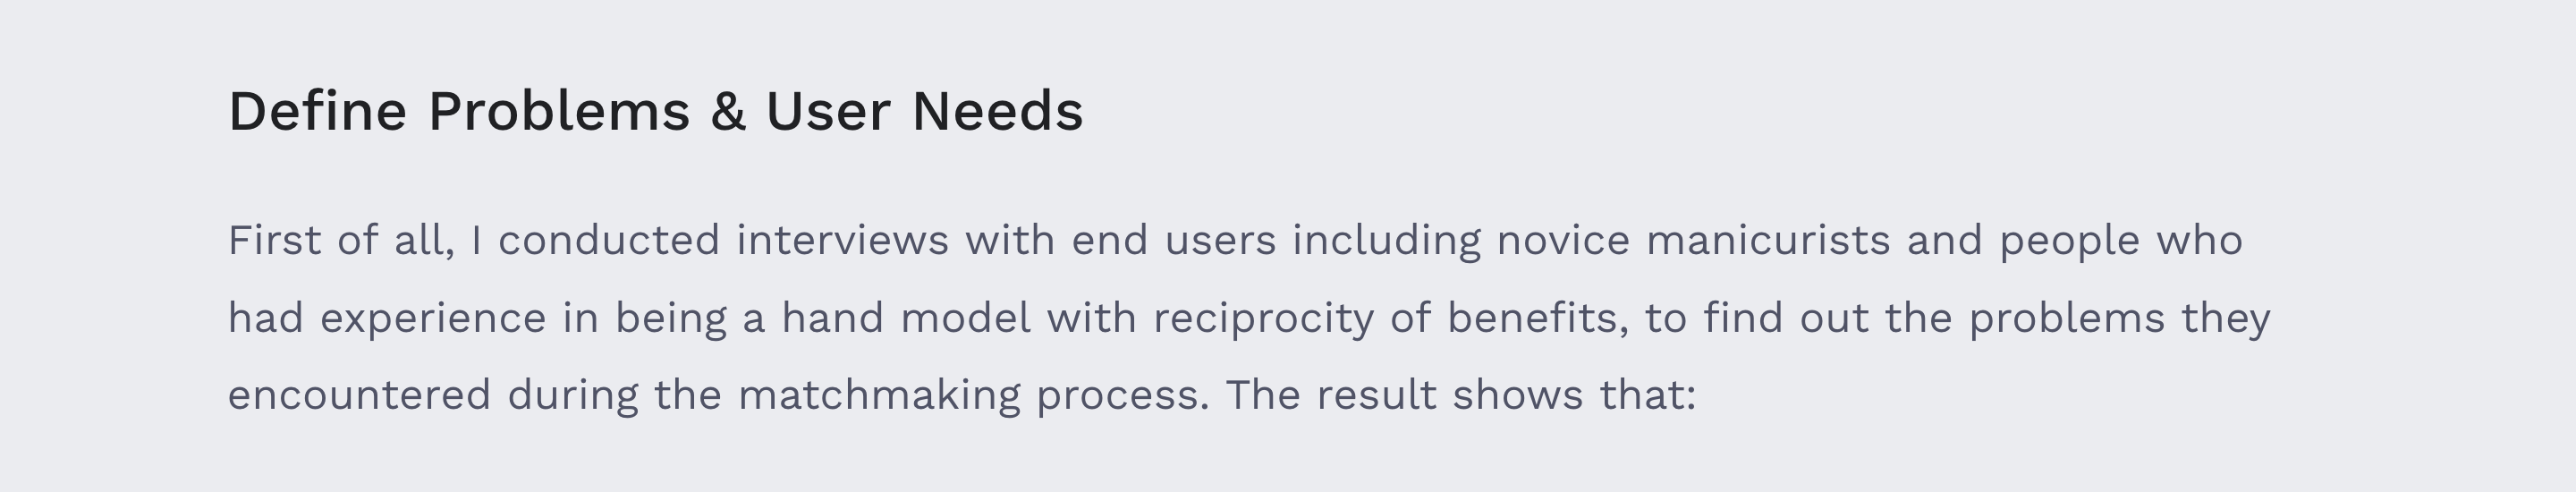 Define Problems & User Needs
First of all, I conducted interviews with end users including novice manicurists and people who
had experience in being a hand model with reciprocity of benefits, to find out the problems they
encountered during the matchmaking process. The result shows that: